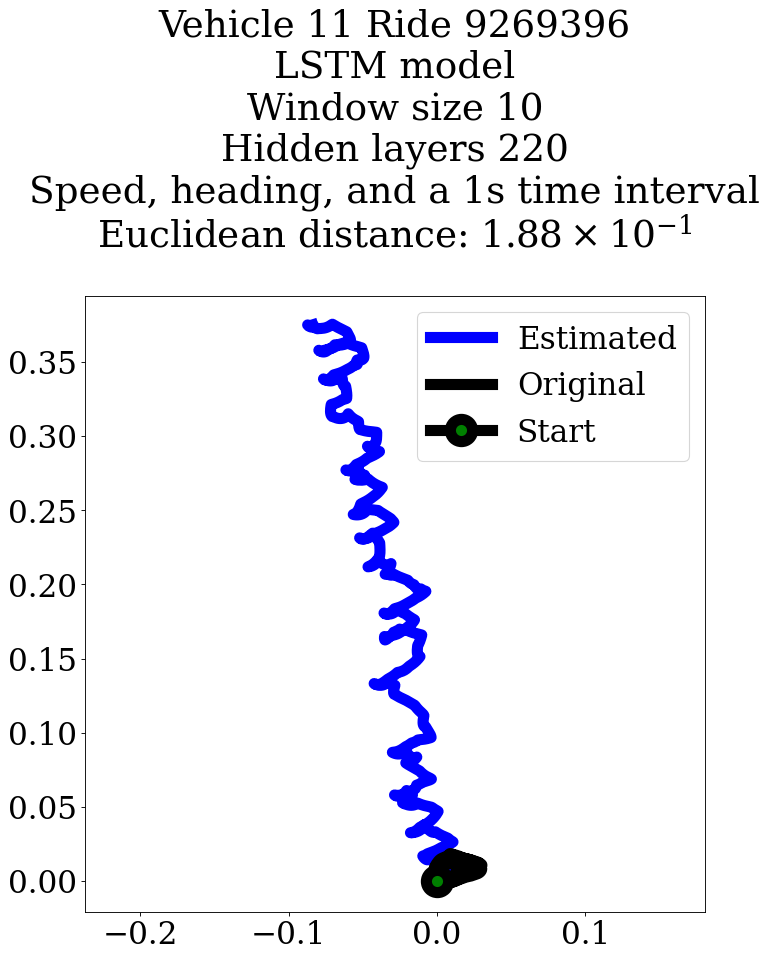 Vehicle 11 Ride 9269396
LSTM model
Window size 10
Hidden layers 220
Speed, heading, and a 1s time interval
Euclidean distance: 1.88 × 10⁻¹
Estimated
Original
Start
0.35
0.30
0.25
0.20
0.15
0.10
0.05
0.00
−0.2 −0.1 0.0 0.1